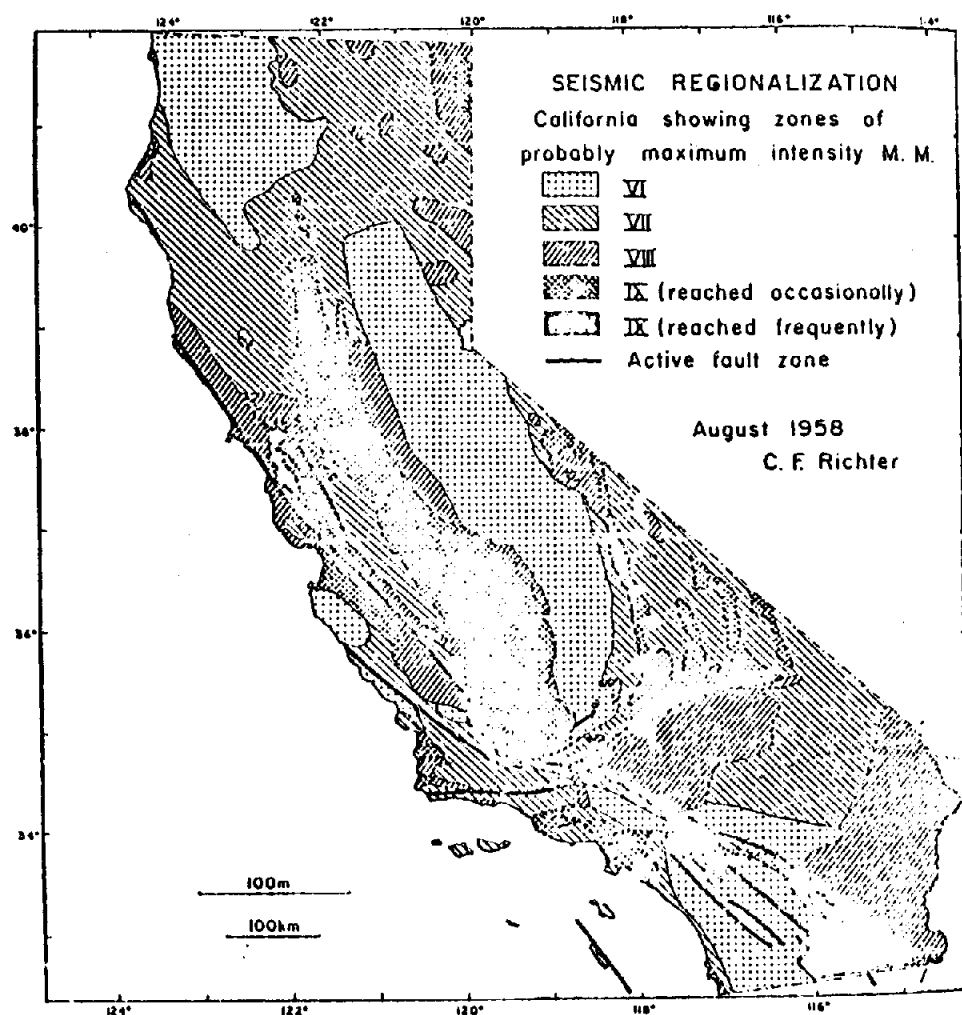 124° 122° 120° 118° 116° 114°
SEISMIC REGIONALIZATION
California showing zones of
probably maximum intensity M. M.
VI
VII
VIII
IX (reached occasionally)
IX (reached frequently)
Active fault zone
August 1958
C. F. Richter
40°
38°
36°
34°
100m
100km
124° 122° 120° 118° 116°